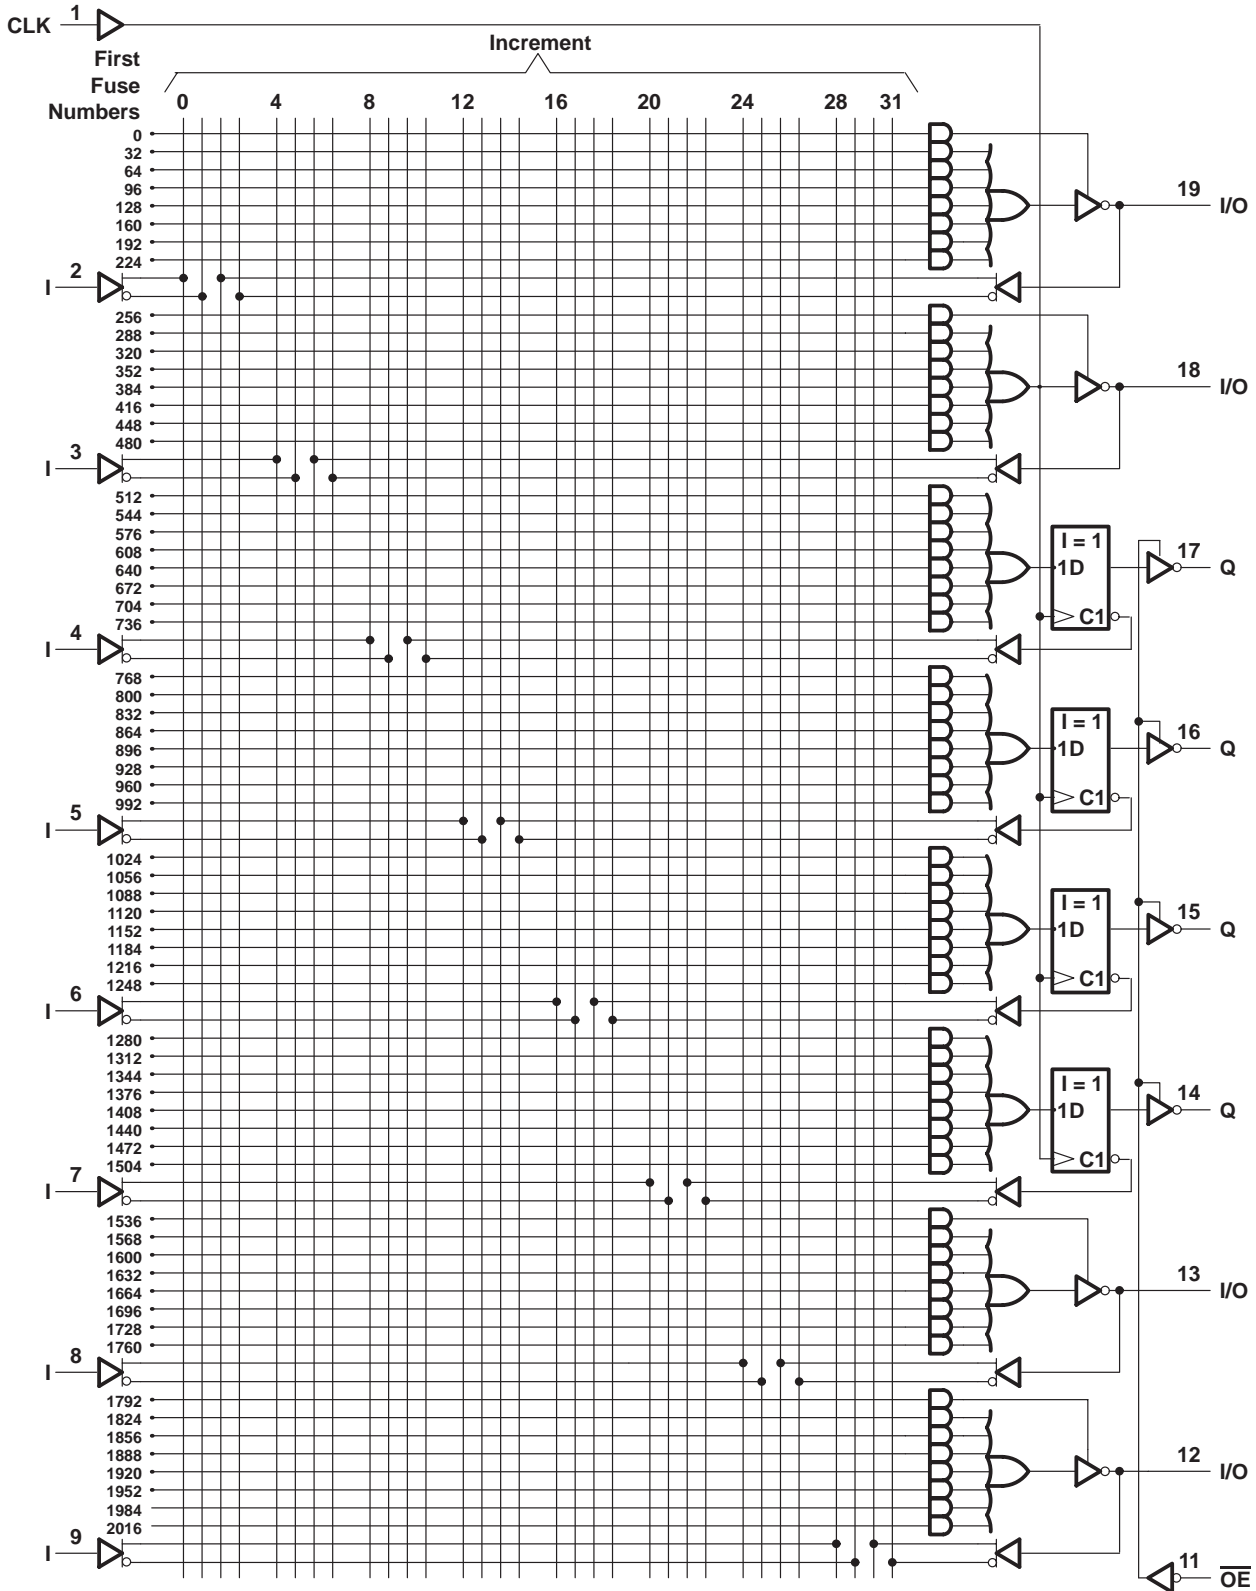 CLK 1
Increment
First
Fuse
Numbers
0 4 8 12 16 20 24 28 31
0
32
64
96
128 19 I/O
160
192
224
I 2
256
288
320
352
384 18 I/O
416
448
480
I 3
512
544
576 I = 1
608 17
640 1D Q
672
704
736 C1
I 4
768
800
832 I = 1
864 16
896 1D Q
928
960
992 C1
I 5
1024
1056
1088 I = 1
1120 15
1152 1D Q
1184
1216
1248 C1
I 6
1280
1312
1344 I = 1
1376 14
1408 1D Q
1440
1472
1504 C1
I 7
1536
1568
1600
1632
1664 13 I/O
1696
1728
1760
I 8
1792
1824
1856
1888
1920 12 I/O
1952
1984
2016
I 9
11 OE